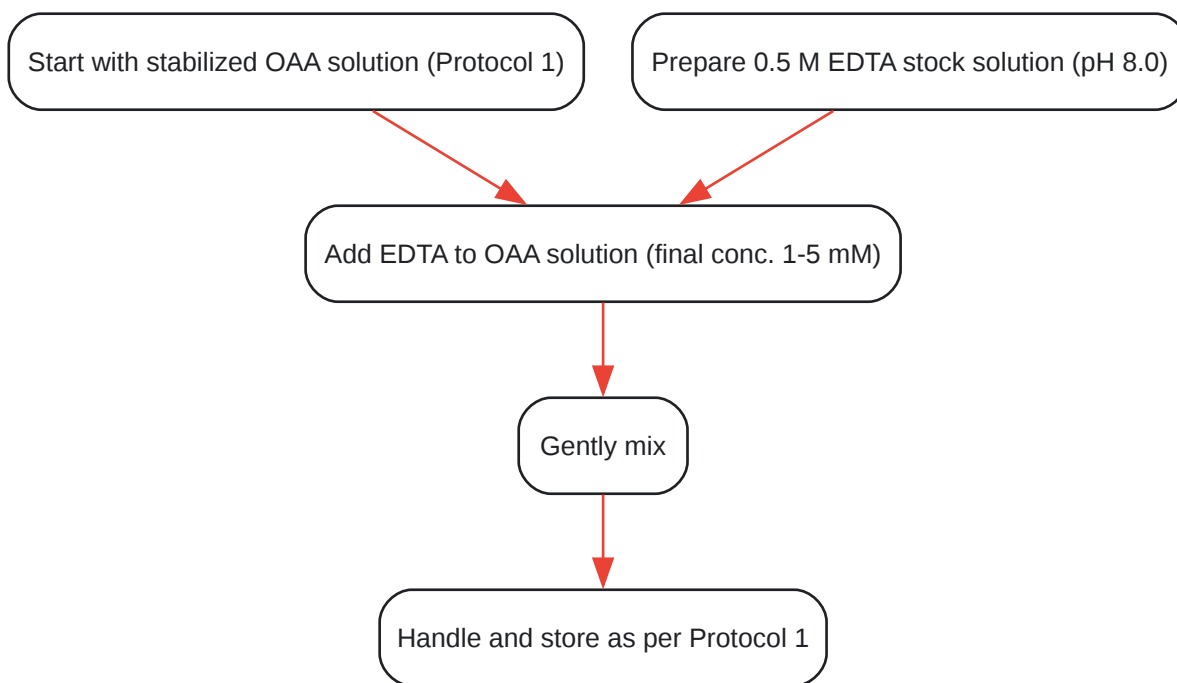 Start with stabilized OAA solution (Protocol 1)
Prepare 0.5 M EDTA stock solution (pH 8.0)
Add EDTA to OAA solution (final conc. 1-5 mM)
Gently mix
Handle and store as per Protocol 1